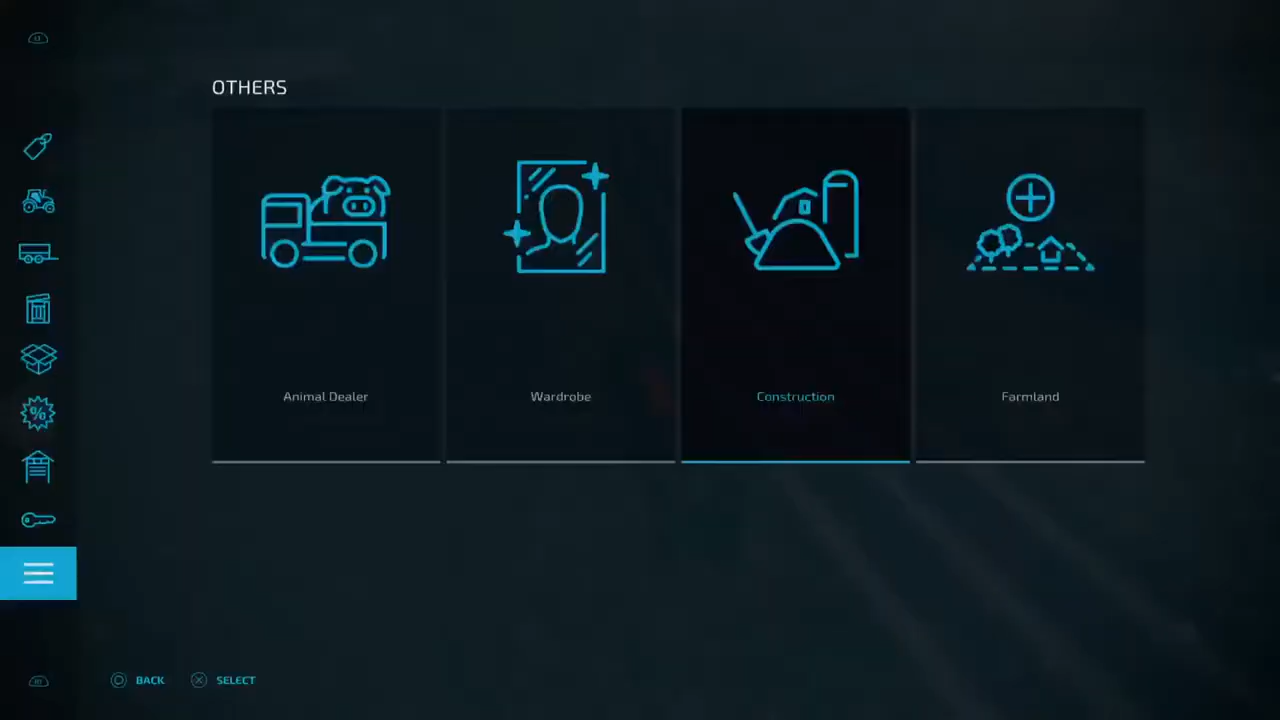 OTHERS
Animal Dealer
Wardrobe
Construction
Farmland
%
BACK
SELECT